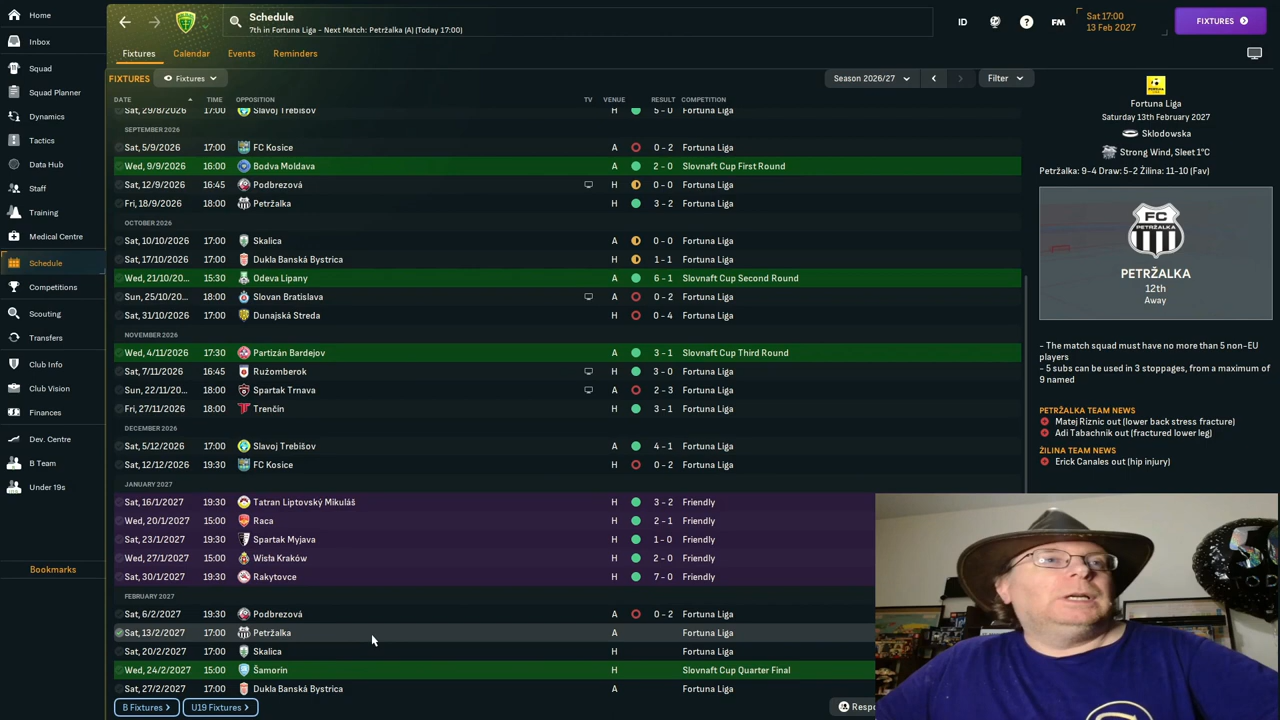 Home
Schedule
7th in Fortuna Liga - Next Match: Petržalka (A) (Today 17:00)
ID
?
FM
Sat 17:00
13 Feb 2027
FIXTURES
Inbox
Squad
Squad Planner
Dynamics
Tactics
Data Hub
Staff
Training
Medical Centre
Schedule
Competitions
Scouting
Transfers
Club Info
Club Vision
Finances
Dev. Centre
B Team
Under 19s
Bookmarks
Fixtures Calendar Events Reminders
FIXTURES Fixtures Season 2026/27 Filter
DATE TIME OPPOSITION TV VENUE RESULT COMPETITION
Sat, 29/8/2026 17:00 Slavoj Trebišov H 5 - 0 Fortuna Liga
SEPTEMBER 2026
Sat, 5/9/2026 17:00 FC Kosice A 0 - 2 Fortuna Liga
Wed, 9/9/2026 16:00 Bodva Moldava A 2 - 0 Slovnaft Cup First Round
Sat, 12/9/2026 16:45 Podbrezová H 0 - 0 Fortuna Liga
Fri, 18/9/2026 18:00 Petržalka H 3 - 2 Fortuna Liga
OCTOBER 2026
Sat, 10/10/2026 17:00 Skalica A 0 - 0 Fortuna Liga
Sat, 17/10/2026 17:00 Dukla Banská Bystrica H 1 - 1 Fortuna Liga
Wed, 21/10/20... 15:30 Odeva Lipany A 6 - 1 Slovnaft Cup Second Round
Sun, 25/10/20... 18:00 Slovan Bratislava A 0 - 2 Fortuna Liga
Sat, 31/10/2026 17:00 Dunajská Streda H 0 - 4 Fortuna Liga
NOVEMBER 2026
Wed, 4/11/2026 17:30 Partizán Bardejov A 3 - 1 Slovnaft Cup Third Round
Sat, 7/11/2026 16:45 Ružomberok H 3 - 0 Fortuna Liga
Sun, 22/11/20... 18:00 Spartak Trnava A 2 - 3 Fortuna Liga
Fri, 27/11/2026 18:00 Trenčín H 3 - 1 Fortuna Liga
DECEMBER 2026
Sat, 5/12/2026 17:00 Slavoj Trebišov A 4 - 1 Fortuna Liga
Sat, 12/12/2026 19:30 FC Kosice H 0 - 2 Fortuna Liga
JANUARY 2027
Sat, 16/1/2027 19:30 Tatran Liptovský Mikuláš H 3 - 2 Friendly
Wed, 20/1/2027 15:00 Raca H 2 - 1 Friendly
Sat, 23/1/2027 19:30 Spartak Myjava H 1 - 0 Friendly
Wed, 27/1/2027 15:00 Wisła Kraków H 2 - 0 Friendly
Sat, 30/1/2027 19:30 Rakytovce H 7 - 0 Friendly
FEBRUARY 2027
Sat, 6/2/2027 19:30 Podbrezová A 0 - 2 Fortuna Liga
Sat, 13/2/2027 17:00 Petržalka A Fortuna Liga
Sat, 20/2/2027 17:00 Skalica H Fortuna Liga
Wed, 24/2/2027 15:00 Šamorín H Slovnaft Cup Quarter Final
Sat, 27/2/2027 17:00 Dukla Banská Bystrica A Fortuna Liga
B Fixtures U19 Fixtures
Fortuna Liga
Saturday 13th February 2027
Sklodowska
Strong Wind, Sleet 1°C
Petržalka: 9-4 Draw: 5-2 Žilina: 11-10 (Fav)
FC PETRŽALKA
PETRŽALKA
12th
Away
- The match squad must have no more than 5 non-EU
players
- 5 subs can be used in 3 stoppages, from a maximum of
9 named
PETRŽALKA TEAM NEWS
Matej Riznic out (lower back stress fracture)
Adi Tabachnik out (fractured lower leg)
ŽILINA TEAM NEWS
Erick Canales out (hip injury)